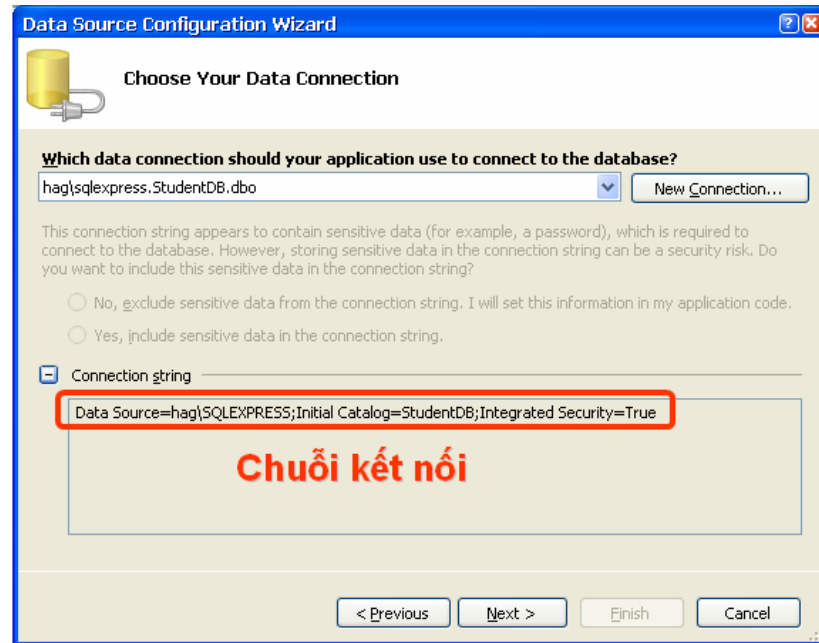 Data Source Configuration Wizard
Choose Your Data Connection
Which data connection should your application use to connect to the database?
hag\sqlexpress.StudentDB.dbo
New Connection...
This connection string appears to contain sensitive data (for example, a password), which is required to
connect to the database. However, storing sensitive data in the connection string can be a security risk. Do
you want to include this sensitive data in the connection string?
No, exclude sensitive data from the connection string. I will set this information in my application code.
Yes, include sensitive data in the connection string.
Connection string
Data Source=hag\SQLEXPRESS;Initial Catalog=StudentDB;Integrated Security=True
Chuỗi kết nối
< Previous
Next >
Finish
Cancel